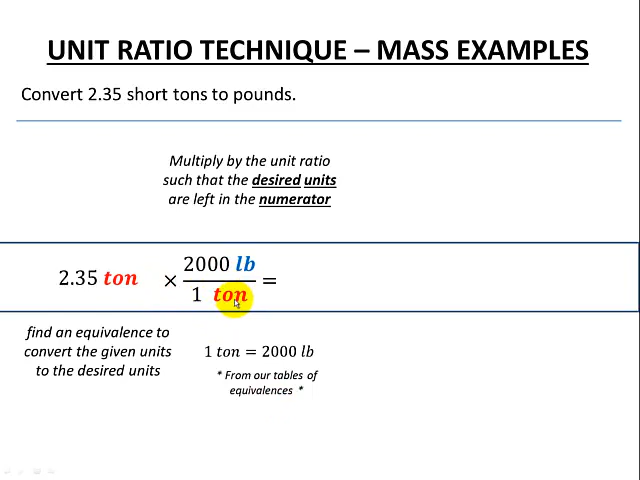 UNIT RATIO TECHNIQUE – MASS EXAMPLES
Convert 2.35 short tons to pounds.
Multiply by the unit ratio
such that the desired units
are left in the numerator
2.35 ton × 2000 lb / 1 ton =
find an equivalence to
convert the given units
to the desired units
1 ton = 2000 lb
* From our tables of
equivalences *